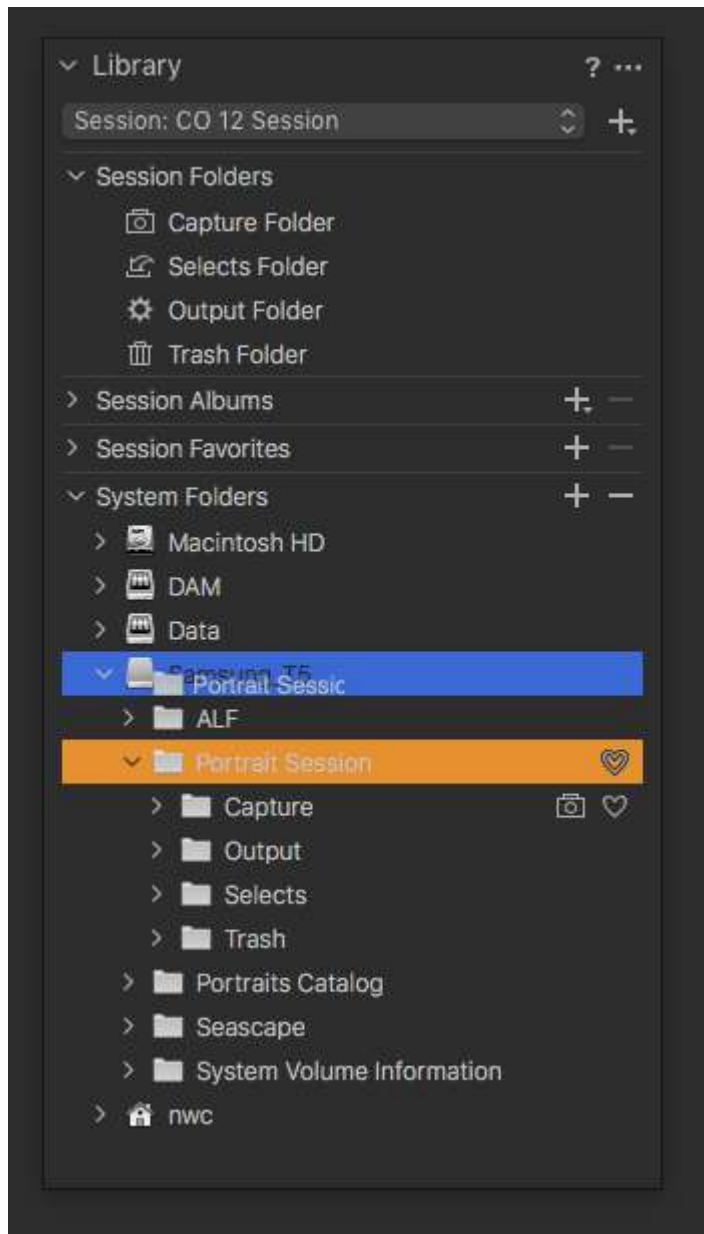 Library ? ...
Session: CO 12 Session
Session Folders
Capture Folder
Selects Folder
Output Folder
Trash Folder
Session Albums
Session Favorites
System Folders
Macintosh HD
DAM
Data
Samsung_T5
Portrait Sessic
ALF
Portrait Session
Capture
Output
Selects
Trash
Portraits Catalog
Seascape
System Volume Information
nwc